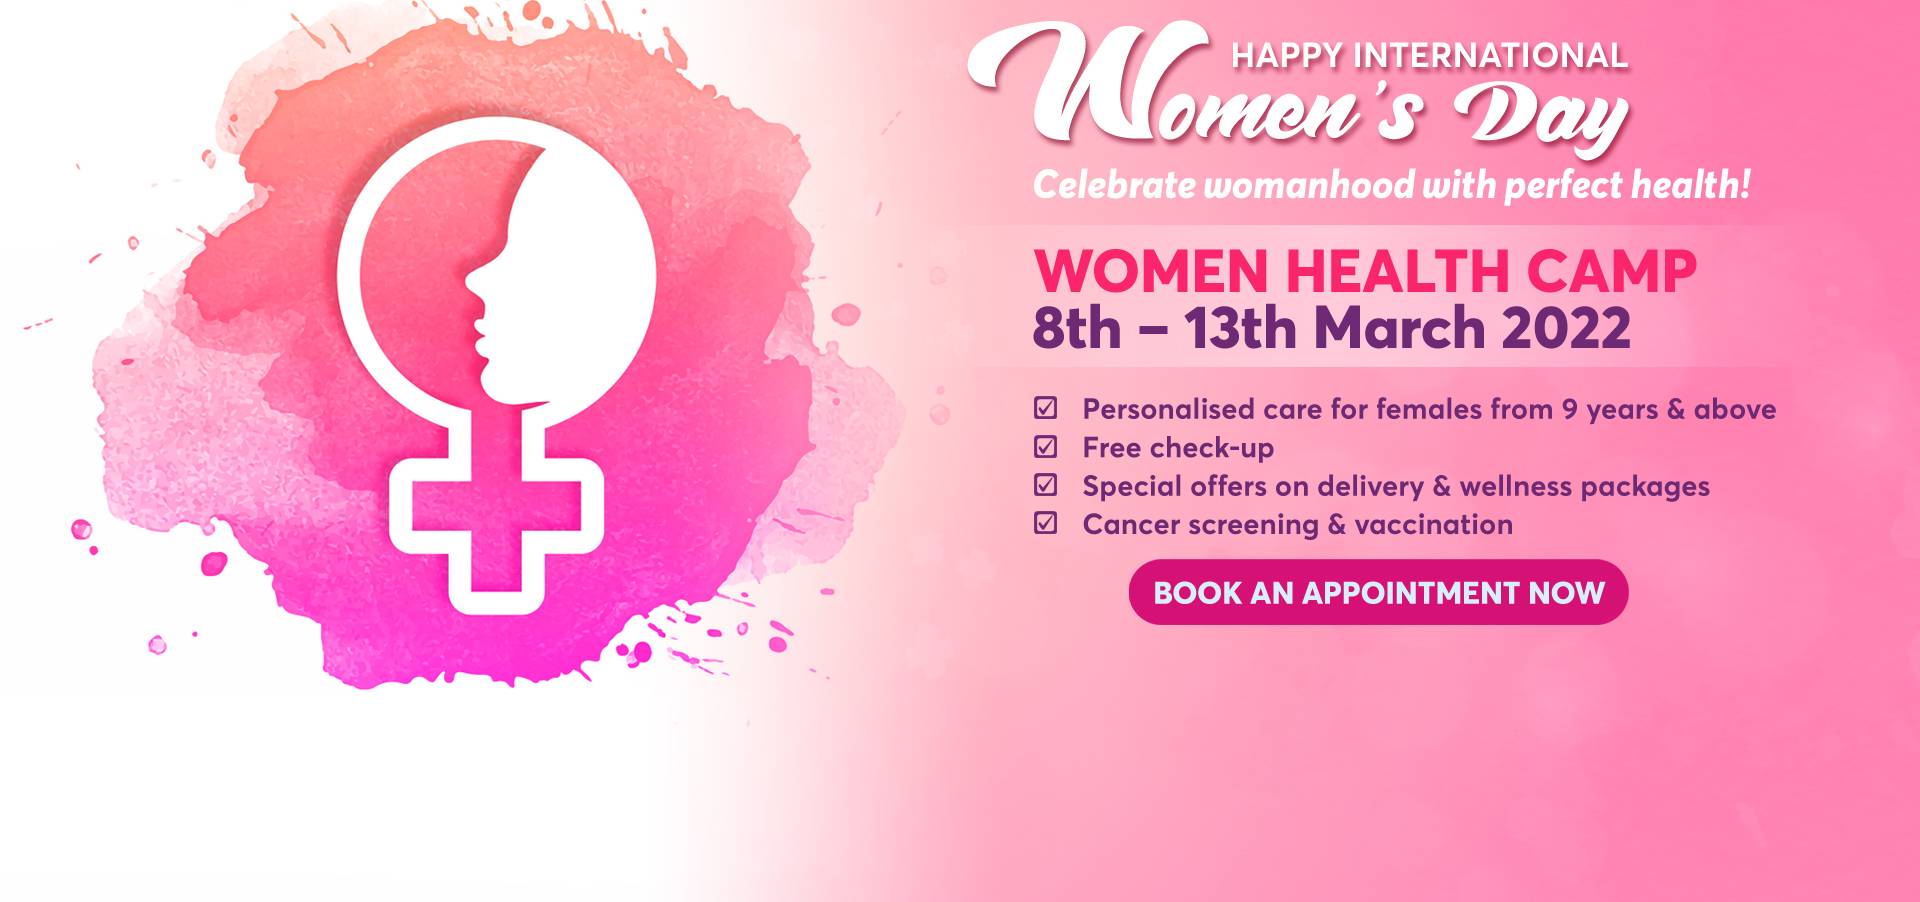 HAPPY INTERNATIONAL
Women's Day
Celebrate womanhood with perfect health!
WOMEN HEALTH CAMP
8th – 13th March 2022
☑ Personalised care for females from 9 years & above
☑ Free check-up
☑ Special offers on delivery & wellness packages
☑ Cancer screening & vaccination
BOOK AN APPOINTMENT NOW